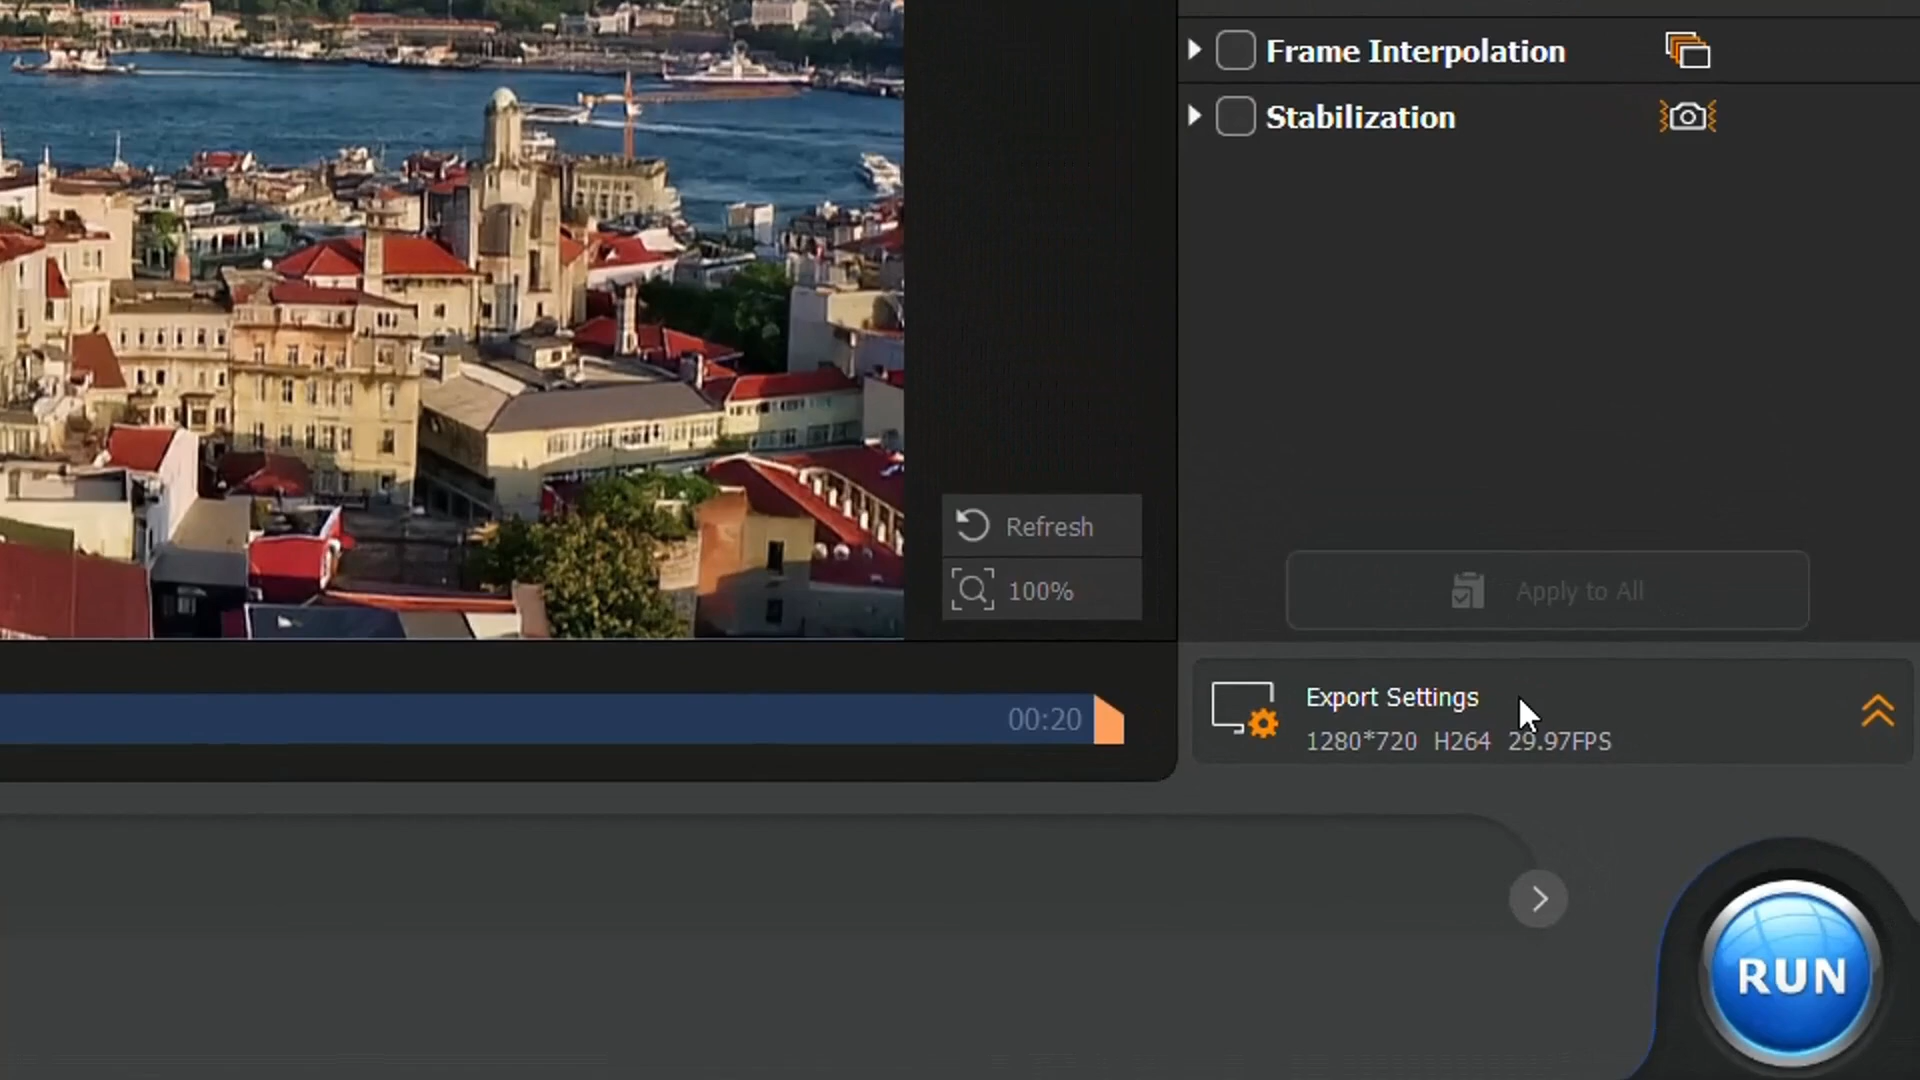 Frame Interpolation
Stabilization
Refresh
100%
Apply to All
00:20
Export Settings
1280*720 H264 29.97FPS
RUN